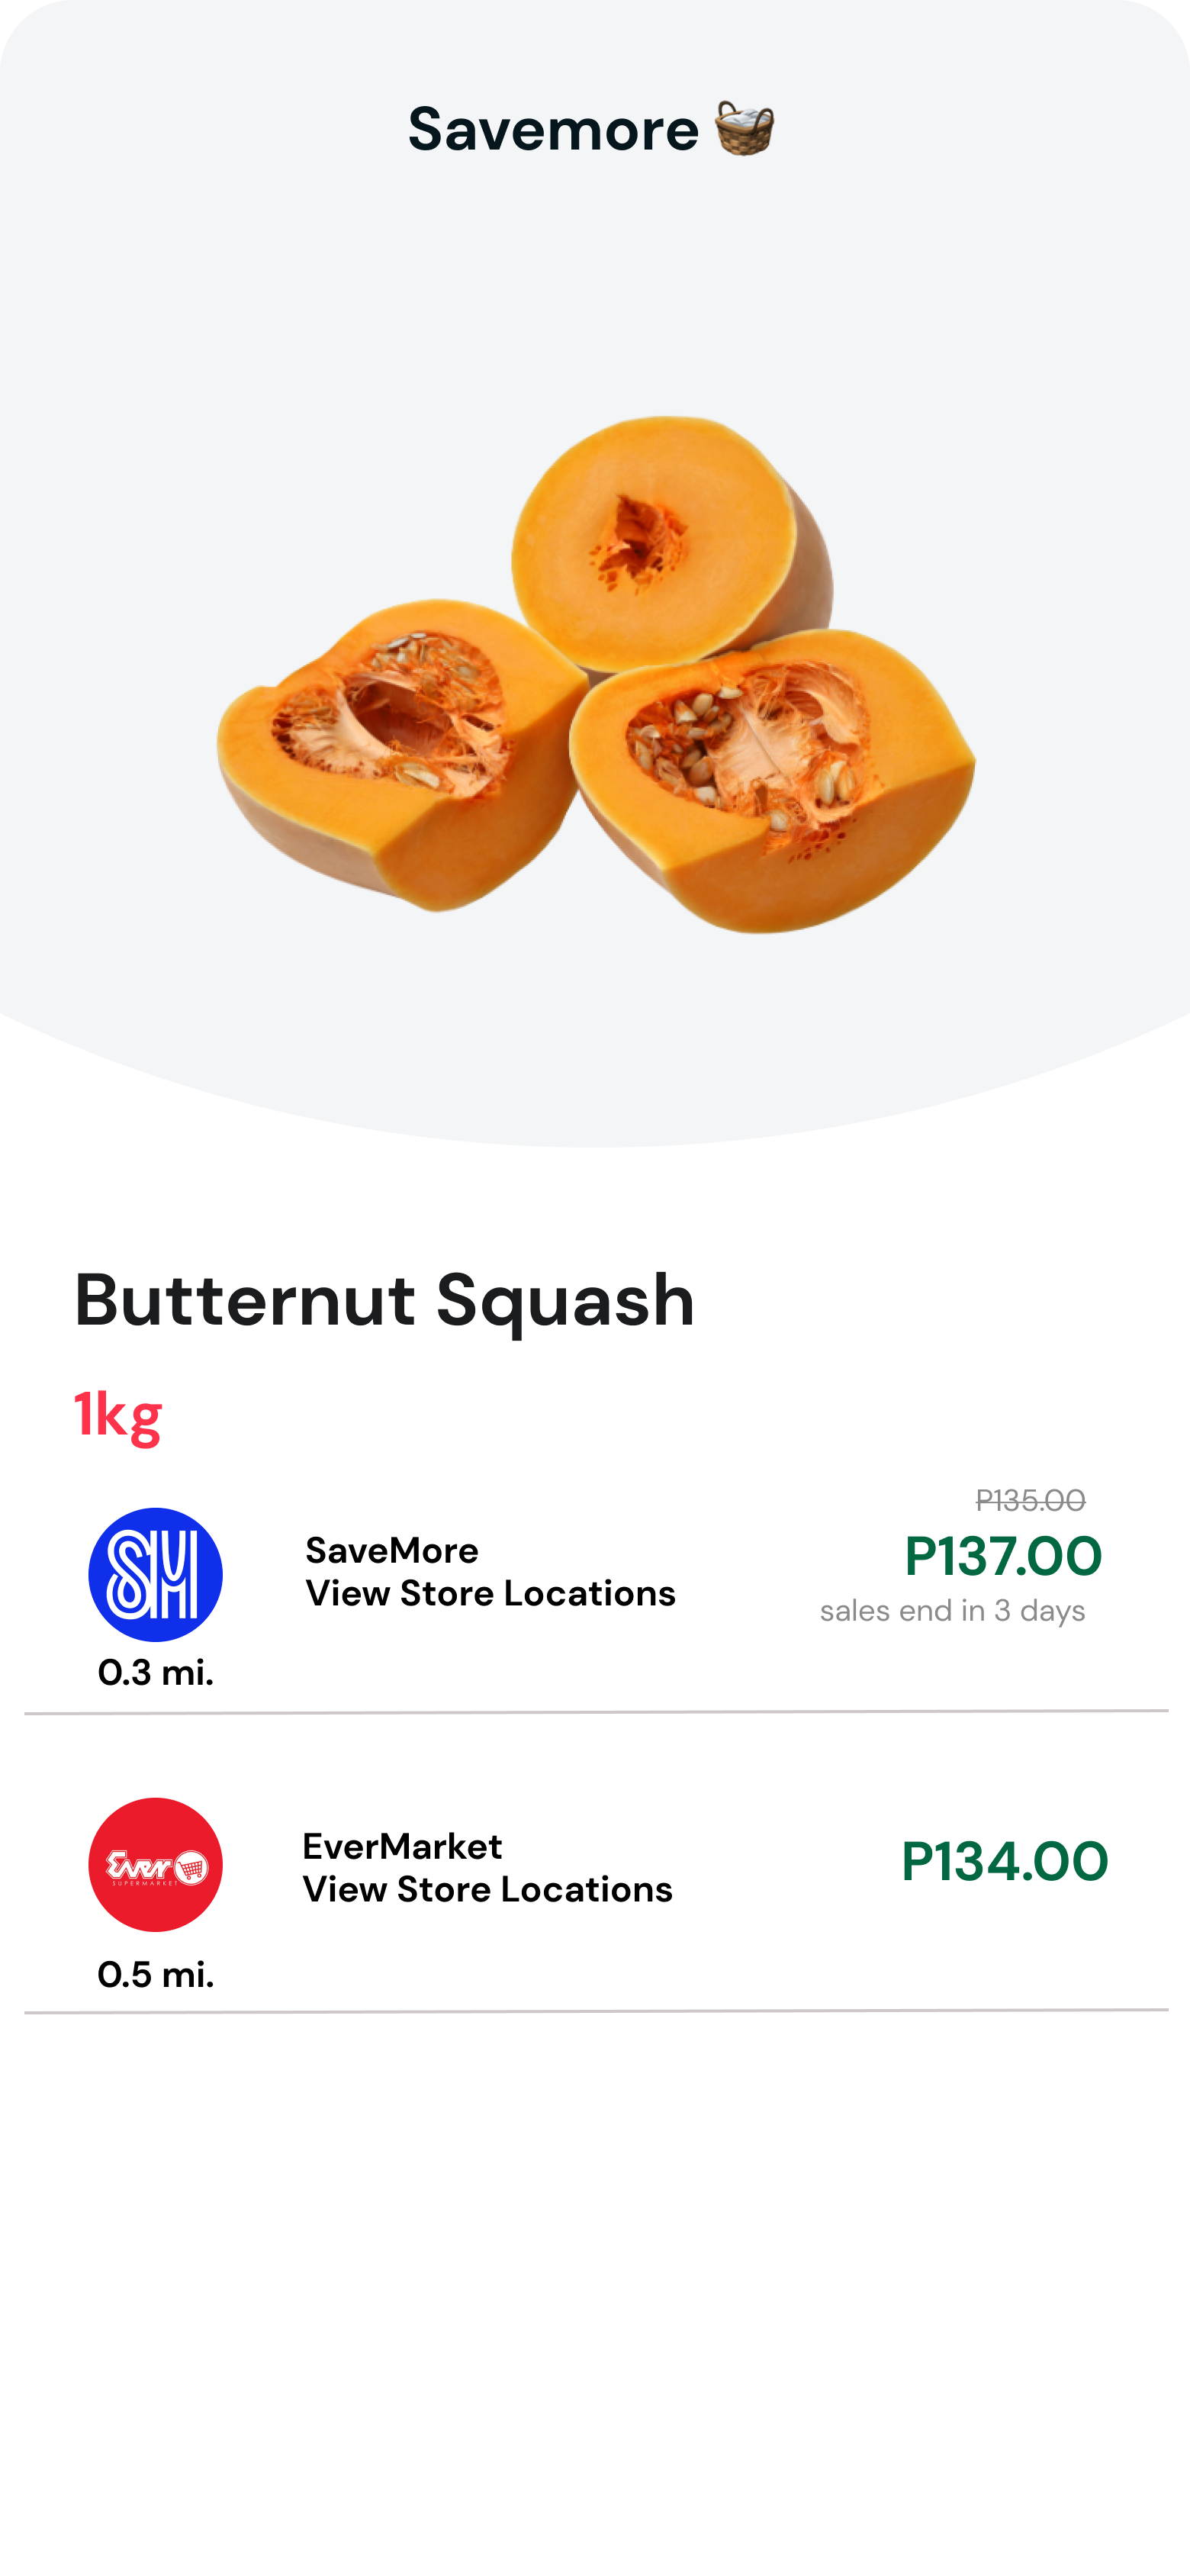 Savemore
Butternut Squash
1kg
P135.00
SM
SaveMore
P137.00
View Store Locations
sales end in 3 days
0.3 mi.
Ever
SUPERMARKET
EverMarket
P134.00
View Store Locations
0.5 mi.